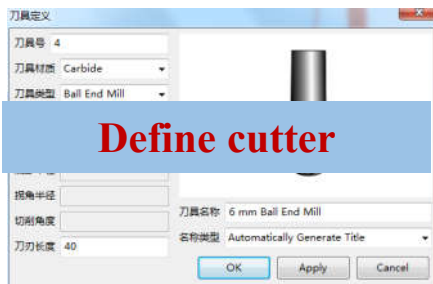 刀具定义
刀具号 4
刀具材质 Carbide
刀具类型 Ball End Mill
Define cutter
拐角半径
切削角度
刀刃长度 40
刀具名称 6 mm Ball End Mill
名称类型 Automatically Generate Title
OK Apply Cancel